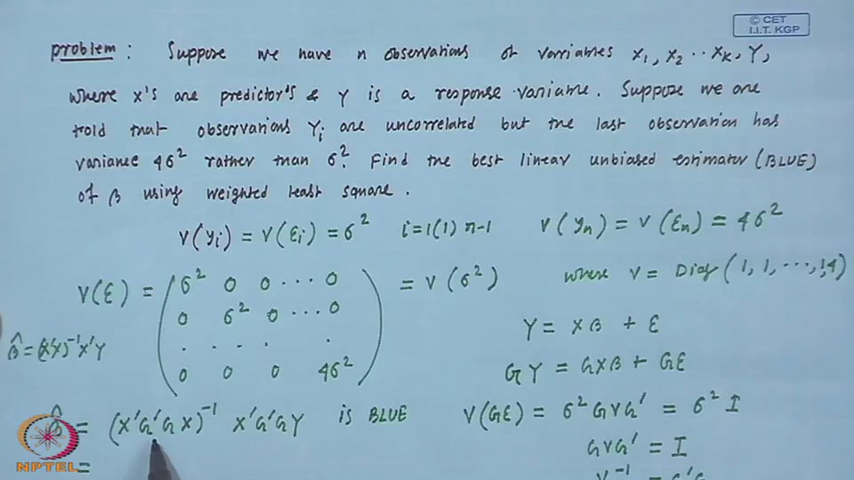 © CET
I.I.T. KGP
problem : Suppose we have n observations of variables X₁, X₂ ·· X_K, Y,
where X's are predictor's & Y is a response variable. Suppose we are
told that observations Yᵢ are uncorrelated but the last observation has
variance 4σ² rather than σ². Find the best linear unbiased estimator (BLUE)
of β using weighted least square.
V(yᵢ) = V(εᵢ) = σ² i=1(1) n-1 V(yₙ) = V(εₙ) = 4σ²
V(ε) = ( σ² 0 0 ··· 0 ) = V(σ²) where V = Diag (1, 1, ···, 1, 4)
0 σ² 0 ··· 0 Y = Xβ + ε
· · · · ·
β̂ = (X'X)⁻¹X'Y 0 0 0 4σ² GY = GXβ + Gε
β̂ = (X'G'GX)⁻¹ X'G'GY is BLUE V(Gε) = σ² GVG' = σ² I
GVG' = I
NPTEL = V⁻¹ = G'G